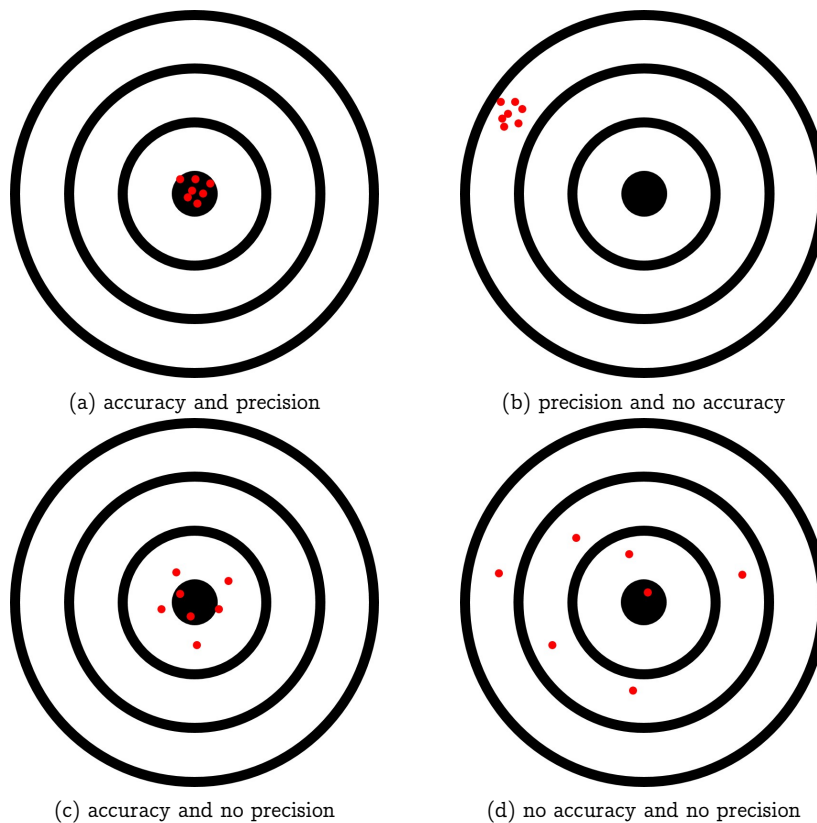 (a) accuracy and precision
(b) precision and no accuracy
(c) accuracy and no precision
(d) no accuracy and no precision